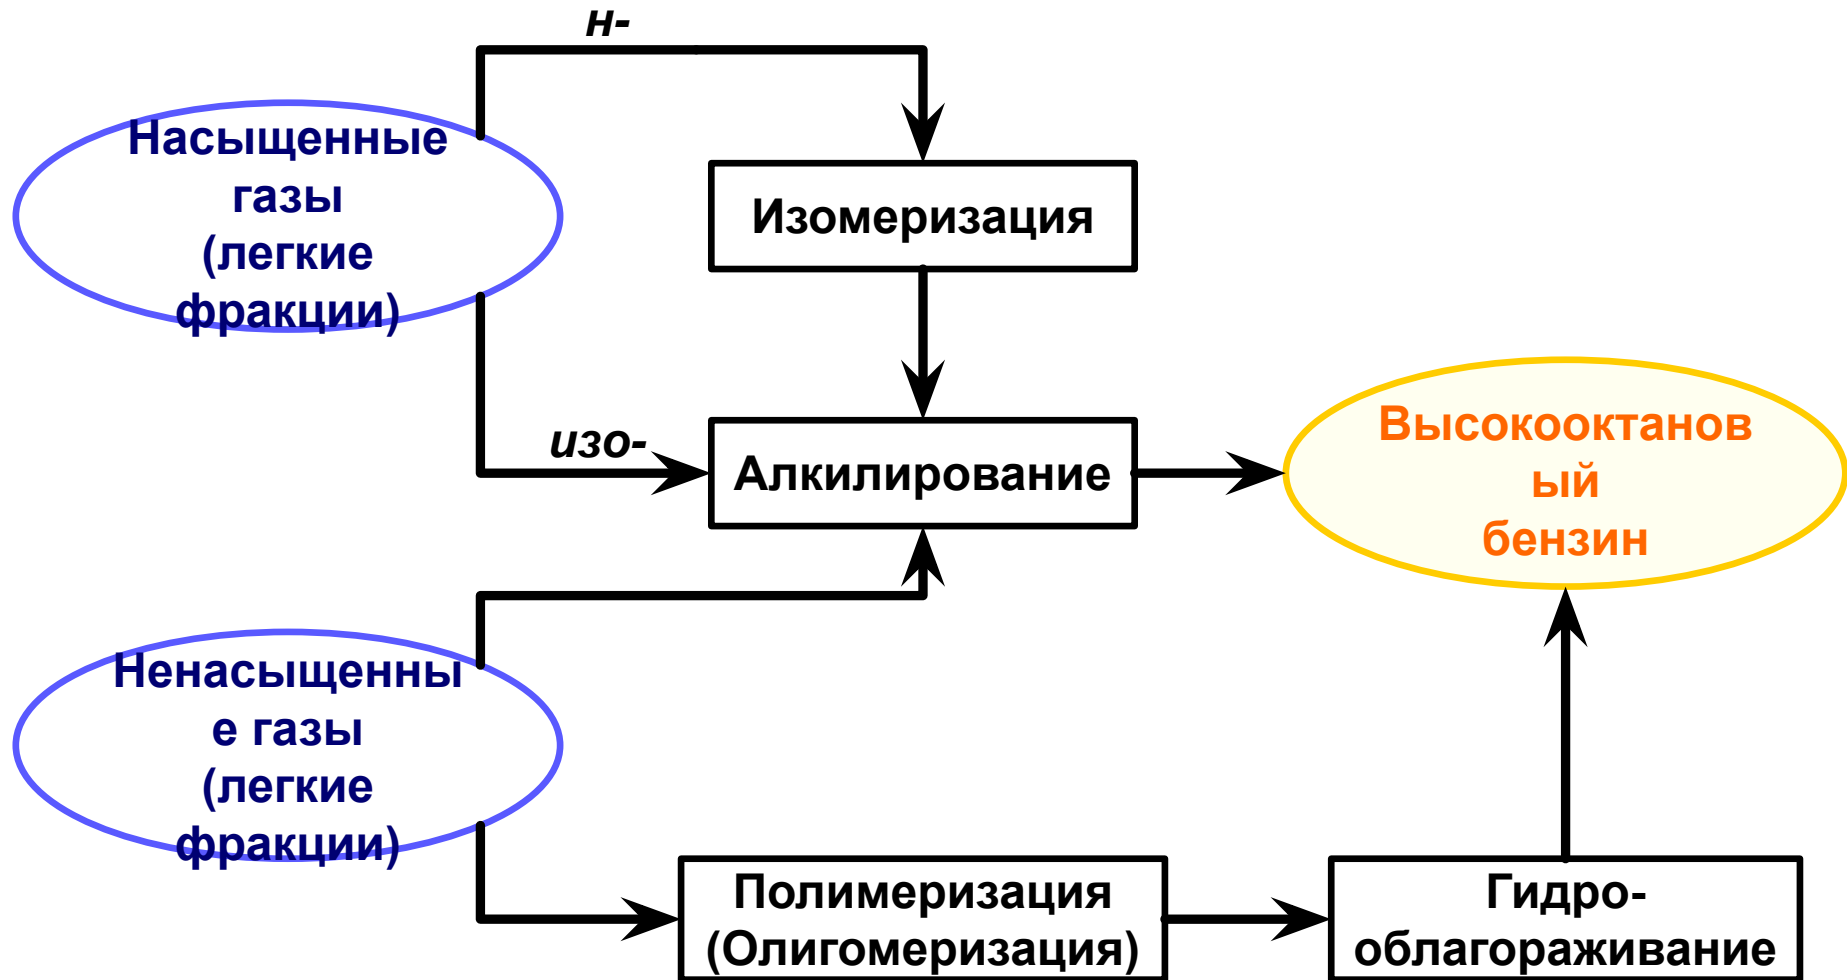 н-
Насыщенные
газы
(легкие
фракции)
Изомеризация
изо-
Алкилирование
Высокооктанов
ый
бензин
Ненасыщенны
е газы
(легкие
фракции)
Полимеризация
(Олигомеризация)
Гидро-
облагораживание